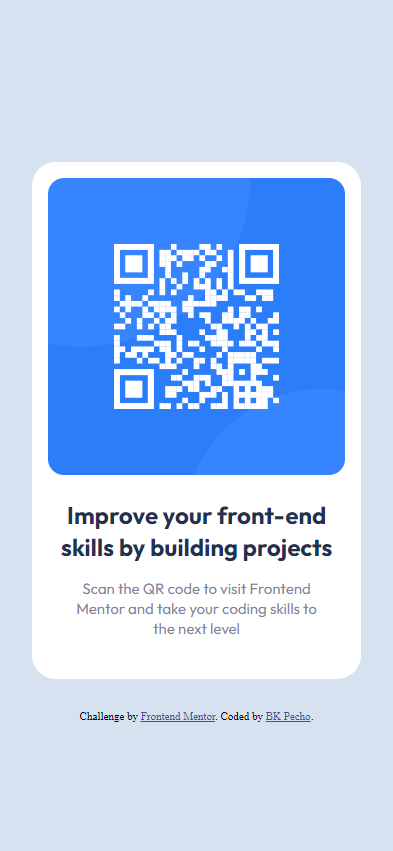 Improve your front-end
skills by building projects
Scan the QR code to visit Frontend
Mentor and take your coding skills to
the next level
Challenge by Frontend Mentor. Coded by BK Pecho.